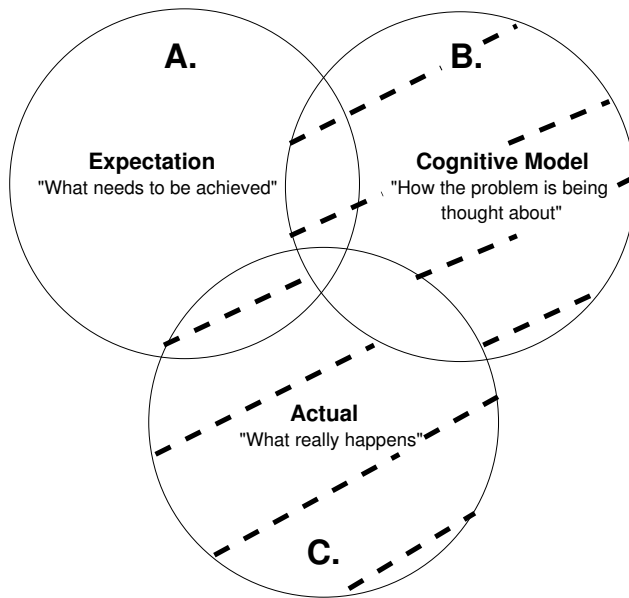 A.
B.
Expectation
"What needs to be achieved"
Cognitive Model
"How the problem is being
thought about"
Actual
"What really happens"
C.